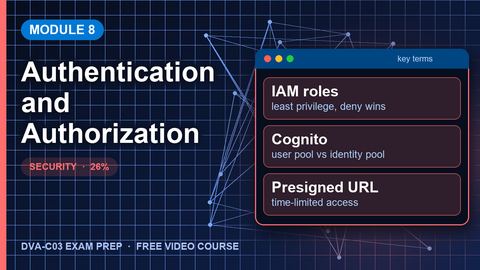 MODULE 8
Authentication
and
Authorization
SECURITY · 26%
key terms
IAM roles
least privilege, deny wins
Cognito
user pool vs identity pool
Presigned URL
time-limited access
DVA-C03 EXAM PREP · FREE VIDEO COURSE